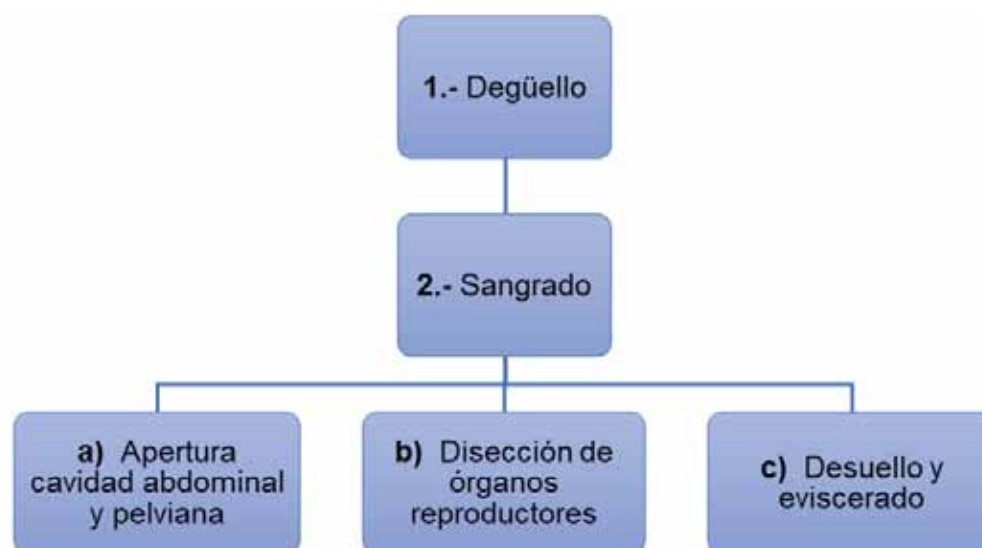 1.- Degüello
2.- Sangrado
a) Apertura
cavidad abdominal
y pelviana
b) Disección de
órganos
reproductores
c) Desuello y
eviscerado